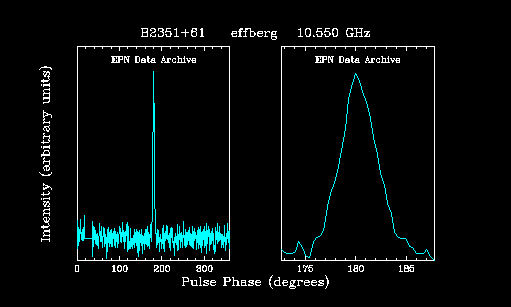 B2351+61 effberg 10.550 GHz
EPN Data Archive EPN Data Archive
Intensity (arbitrary units)
0 100 200 300 175 180 185
Pulse Phase (degrees)